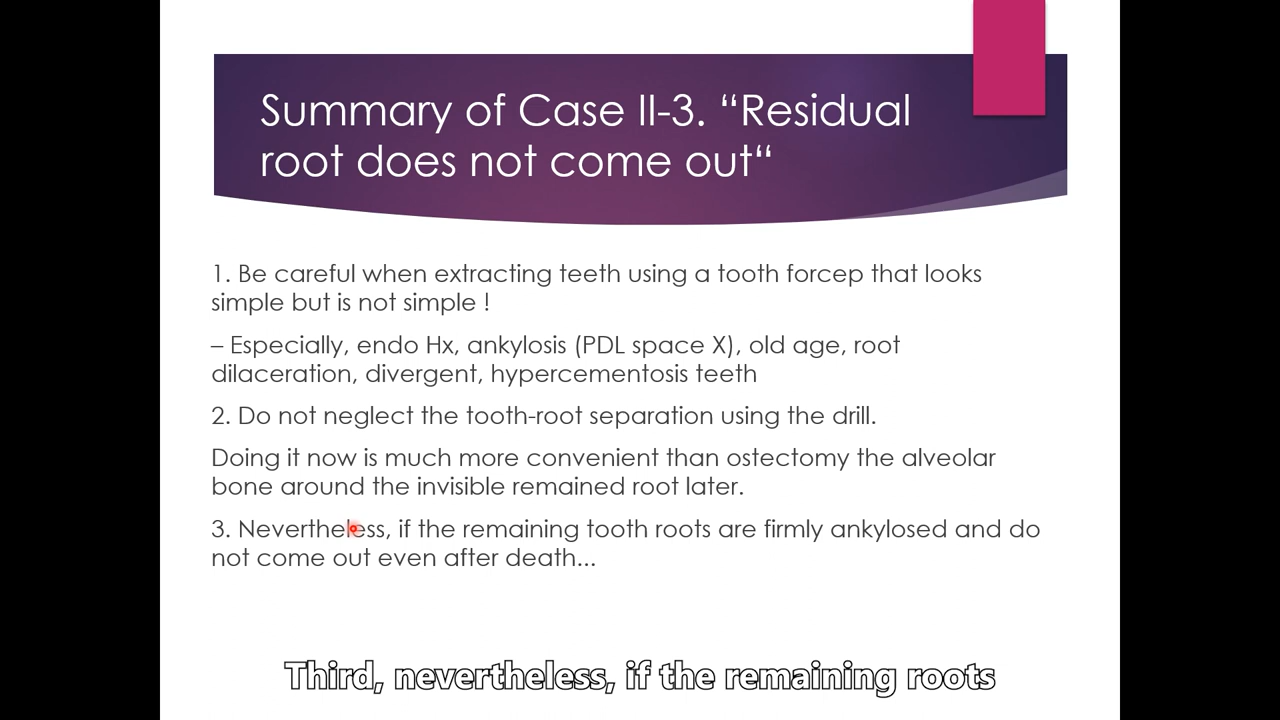 Summary of Case II-3. “Residual
root does not come out“
1. Be careful when extracting teeth using a tooth forcep that looks
simple but is not simple !
– Especially, endo Hx, ankylosis (PDL space X), old age, root
dilaceration, divergent, hypercementosis teeth
2. Do not neglect the tooth-root separation using the drill.
Doing it now is much more convenient than ostectomy the alveolar
bone around the invisible remained root later.
3. Nevertheless, if the remaining tooth roots are firmly ankylosed and do
not come out even after death...
Third, nevertheless, if the remaining roots